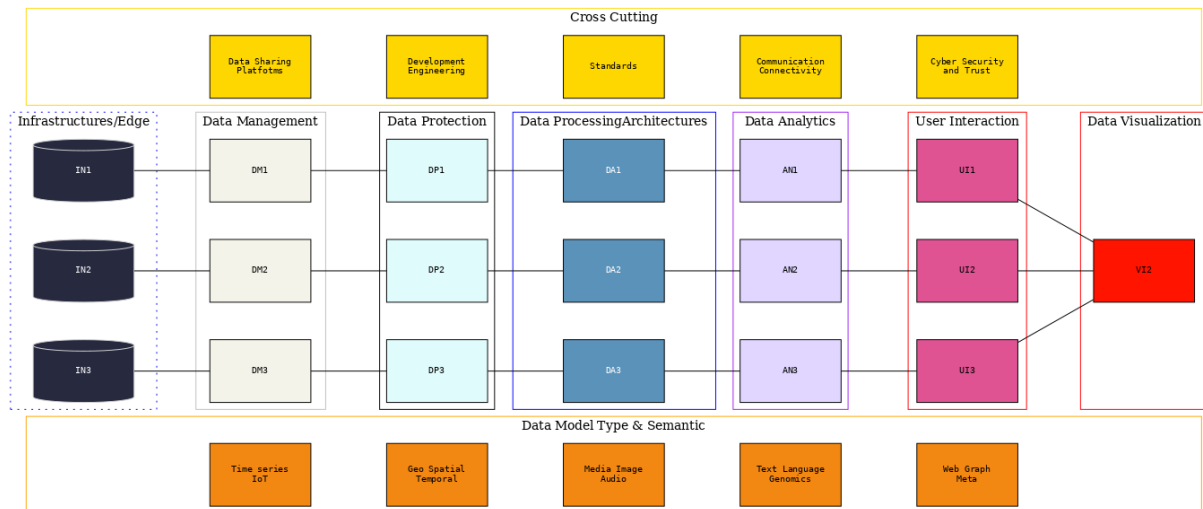 Cross Cutting
Data Sharing
Platfotms
Development
Engineering
Standards
Communication
Connectivity
Cyber Security
and Trust
Infrastructures/Edge
Data Management
Data Protection
Data ProcessingArchitectures
Data Analytics
User Interaction
Data Visualization
IN1
DM1
DP1
DA1
AN1
UI1
IN2
DM2
DP2
DA2
AN2
UI2
VI2
IN3
DM3
DP3
DA3
AN3
UI3
Data Model Type & Semantic
Time series
IoT
Geo Spatial
Temporal
Media Image
Audio
Text Language
Genomics
Web Graph
Meta